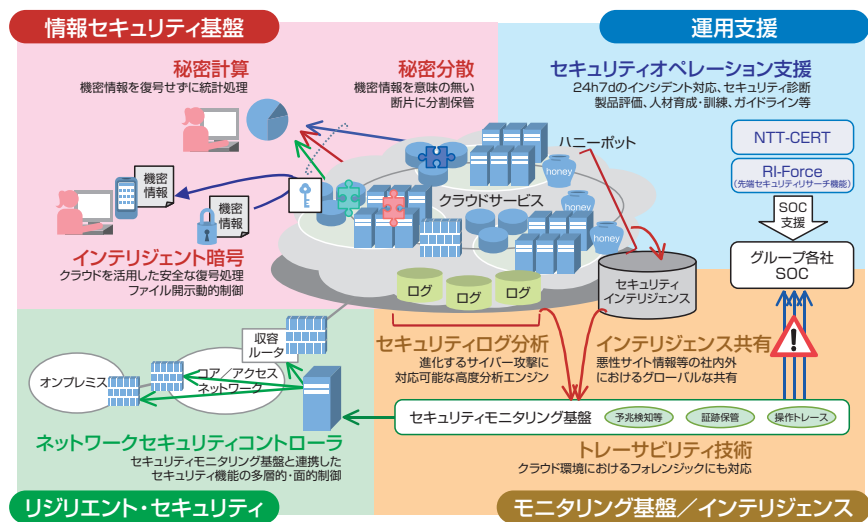 情報セキュリティ基盤
運用支援
秘密計算
機密情報を復号せずに統計処理
秘密分散
機密情報を意味の無い
断片に分割保管
セキュリティオペレーション支援
24h7dのインシデント対応、セキュリティ診断
製品評価、人材育成・訓練、ガイドライン等
ハニーポット
NTT-CERT
RI-Force
(先端セキュリティリサーチ機能)
SOC
支援
グループ各社
SOC
機密
情報
機密
情報
クラウドサービス
honey
honey
honey
honey
インテリジェント暗号
クラウドを活用した安全な復号処理
ファイル開示動的制御
ログ
ログ
ログ
セキュリティ
インテリジェンス
収容
ルータ
コア／アクセス
ネットワーク
オンプレミス
セキュリティログ分析
進化するサイバー攻撃に
対応可能な高度分析エンジン
インテリジェンス共有
悪性サイト情報等の社内外
におけるグローバルな共有
セキュリティモニタリング基盤
予兆検知等
証跡保管
操作トレース
ネットワークセキュリティコントローラ
セキュリティモニタリング基盤と連携した
セキュリティ機能の多層的・面的制御
トレーサビリティ技術
クラウド環境におけるフォレンジックにも対応
リジリエント・セキュリティ
モニタリング基盤／インテリジェンス